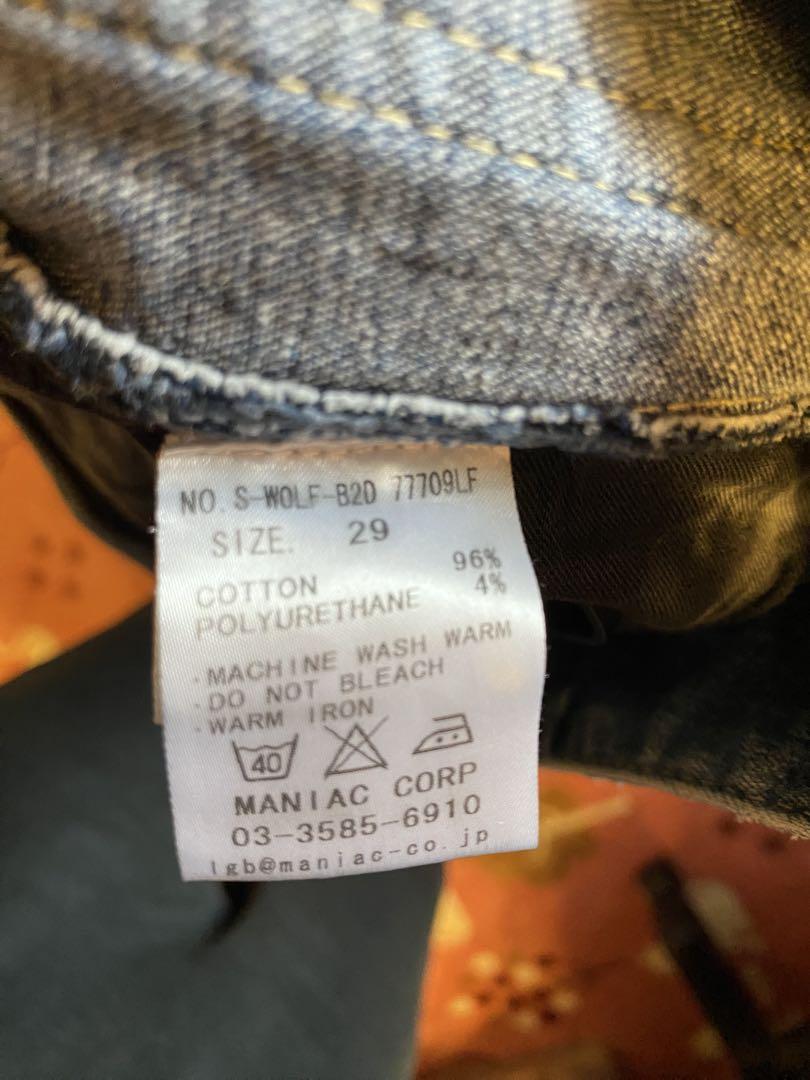 NO. S-WOLF-B2D 77709LF
SIZE. 29
COTTON 96%
POLYURETHANE 4%
·MACHINE WASH WARM
·DO NOT BLEACH
·WARM IRON
40
MANIAC CORP
03-3585-6910
lgb@maniac-co.jp